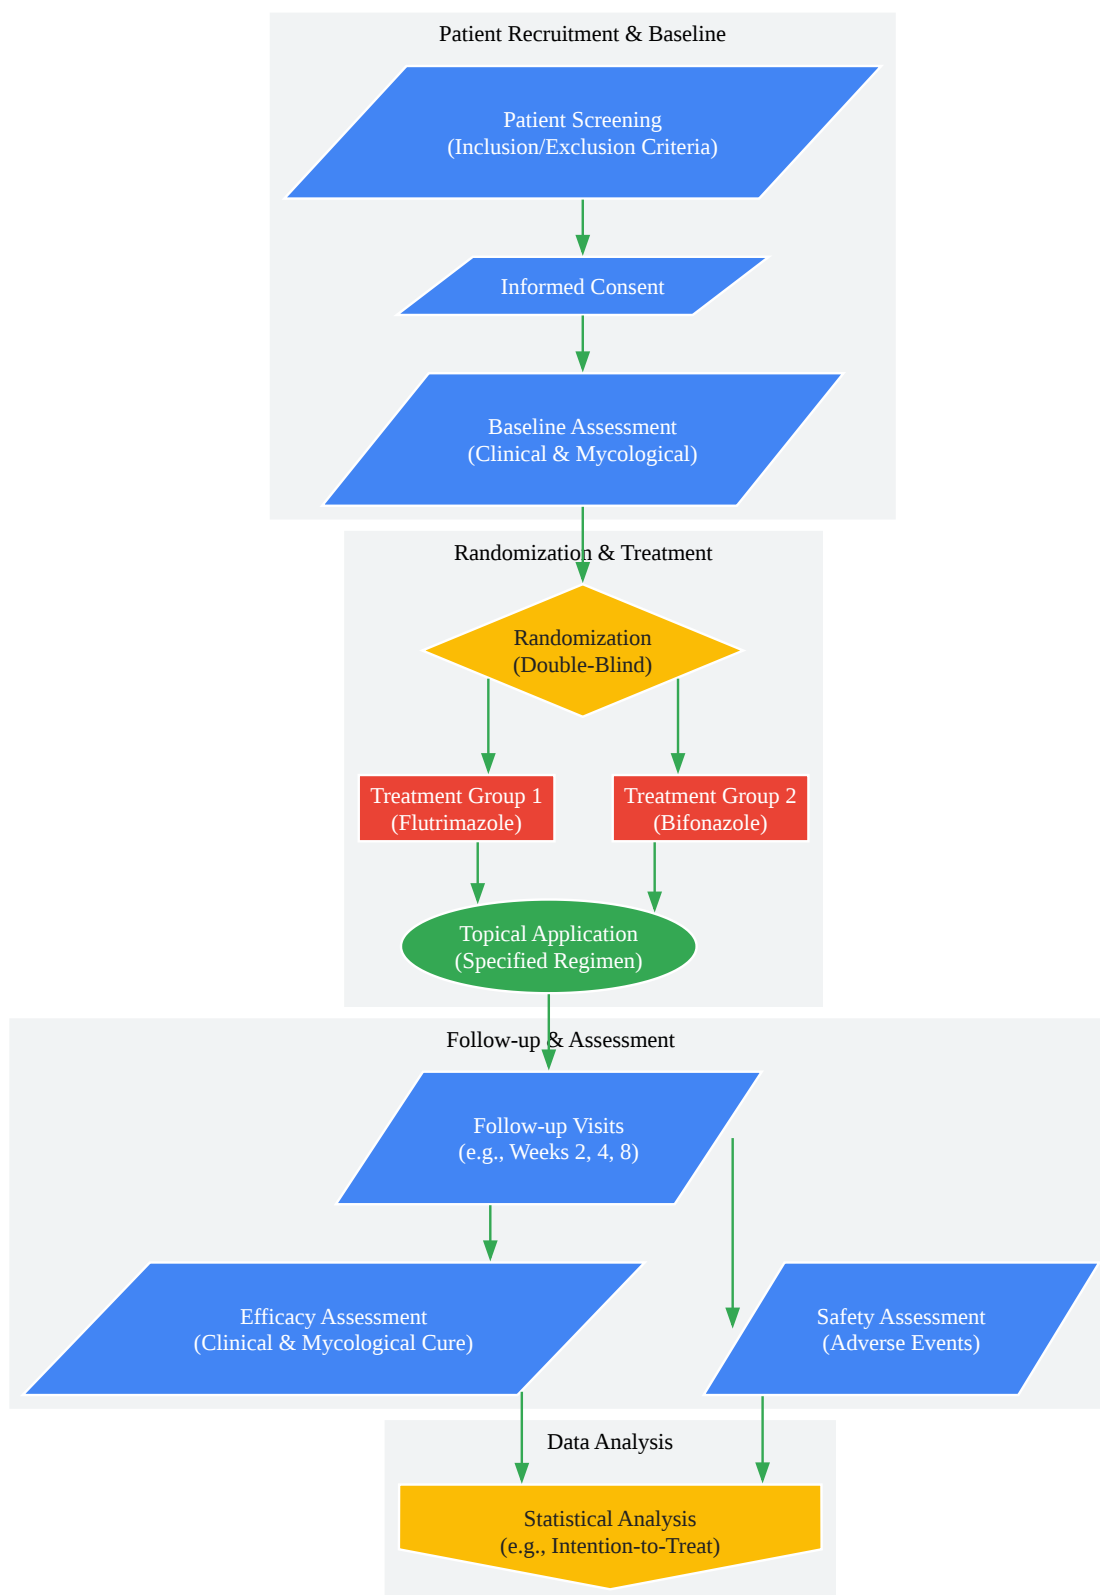 Patient Recruitment & Baseline
Patient Screening
(Inclusion/Exclusion Criteria)
Informed Consent
Baseline Assessment
(Clinical & Mycological)
Randomization & Treatment
Randomization
(Double-Blind)
Treatment Group 1
(Flutrimazole)
Treatment Group 2
(Bifonazole)
Topical Application
(Specified Regimen)
Follow-up & Assessment
Follow-up Visits
(e.g., Weeks 2, 4, 8)
Efficacy Assessment
(Clinical & Mycological Cure)
Safety Assessment
(Adverse Events)
Data Analysis
Statistical Analysis
(e.g., Intention-to-Treat)